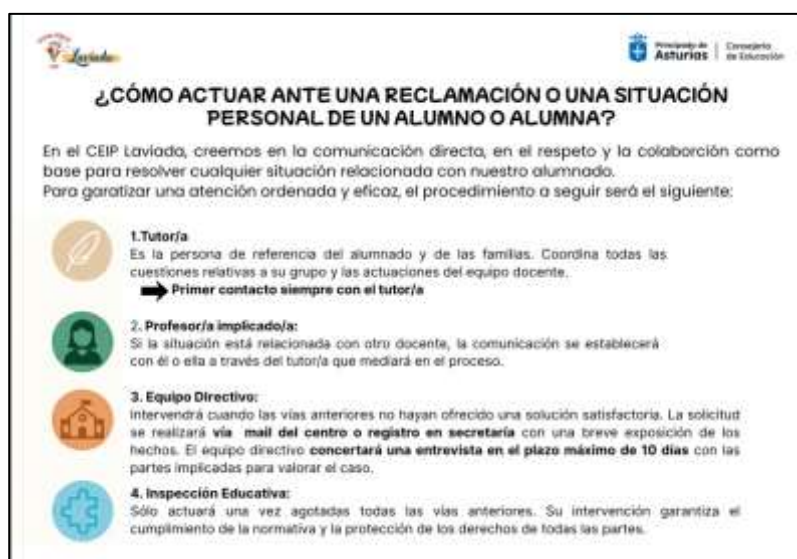 Laviada
Principado de
Asturias
Consejería
de Educación
¿CÓMO ACTUAR ANTE UNA RECLAMACIÓN O UNA SITUACIÓN
PERSONAL DE UN ALUMNO O ALUMNA?
En el CEIP Laviada, creemos en la comunicación directa, en el respeto y la colaborción como
base para resolver cualquier situación relacionada con nuestro alumnado.
Para garatizar una atención ordenada y eficaz, el procedimiento a seguir será el siguiente:
1.Tutor/a
Es la persona de referencia del alumnado y de las familias. Coordina todas las
cuestiones relativas a su grupo y las actuaciones del equipo docente.
Primer contacto siempre con el tutor/a
2. Profesor/a implicado/a:
Si la situación está relacionada con otro docente, la comunicación se establecerá
con él o ella a través del tutor/a que mediará en el proceso.
3. Equipo Directivo:
Intervendrá cuando las vías anteriores no hayan ofrecido una solución satisfactoria. La solicitud
se realizará vía mail del centro o registro en secretaría con una breve exposición de los
hechos. El equipo directivo concertará una entrevista en el plazo máximo de 10 días con las
partes implicadas para valorar el caso.
4. Inspección Educativa:
Sólo actuará una vez agotadas todas las vías anteriores. Su intervención garantiza el
cumplimiento de la normativa y la protección de los derechos de todas las partes.